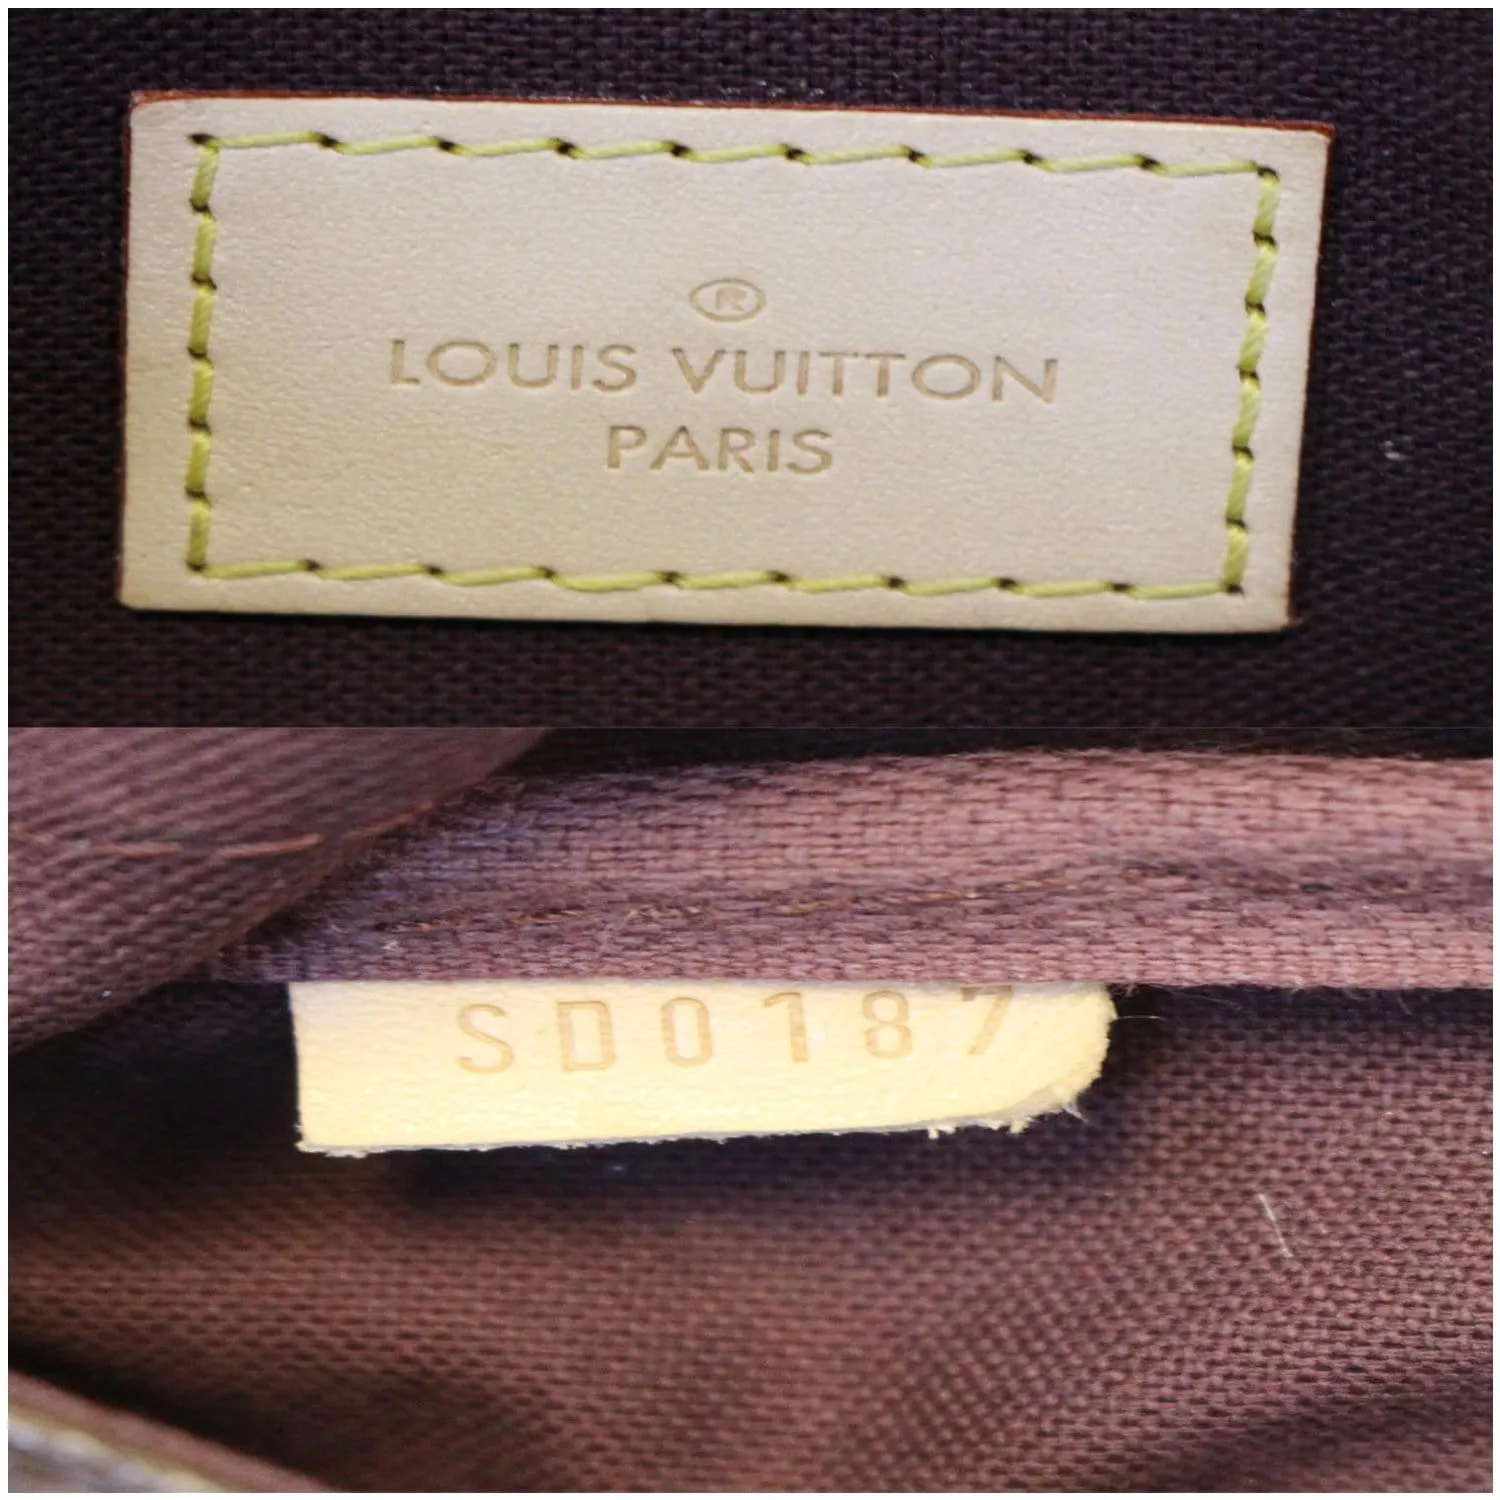 ®
LOUIS VUITTON
PARIS
SD0187